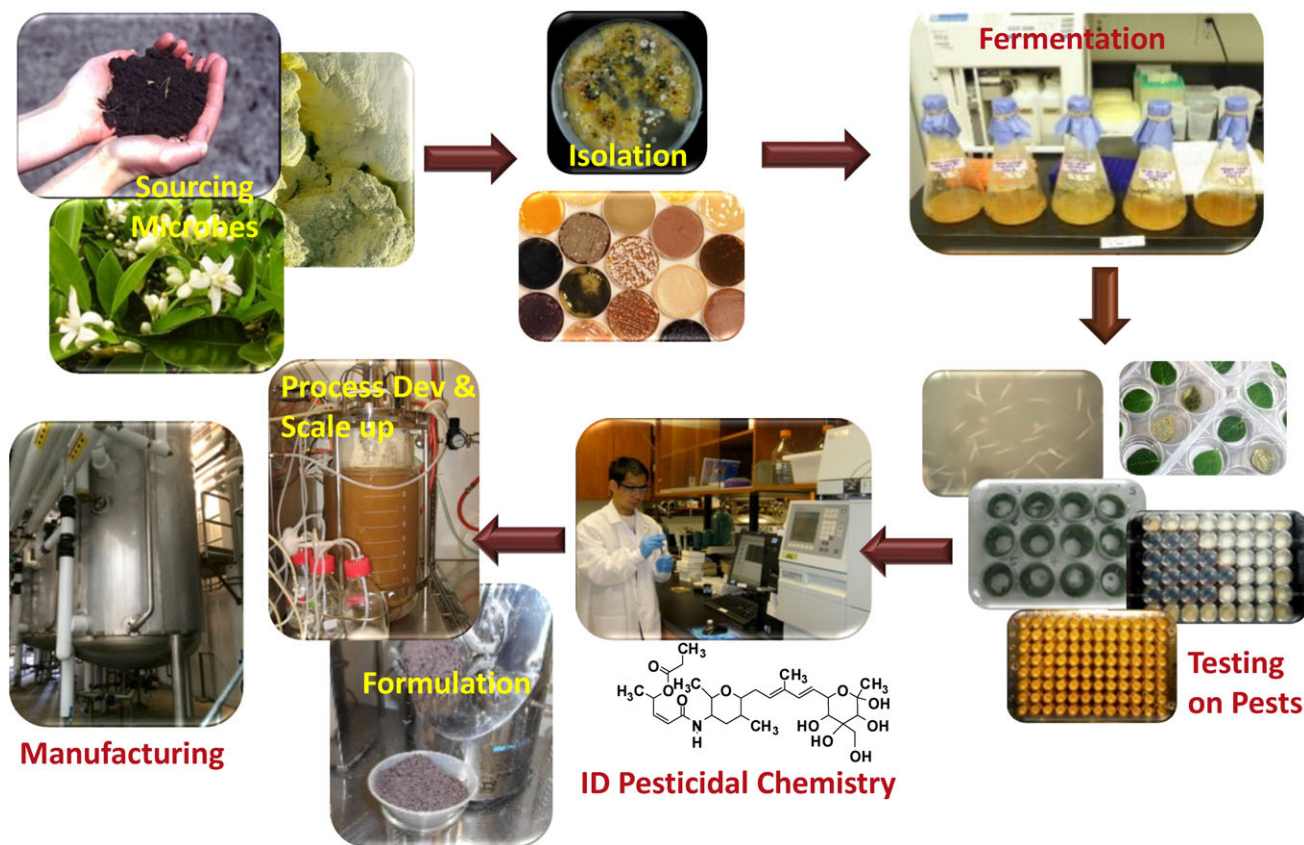 Sourcing
Microbes
Isolation
Fermentation
Testing
on Pests
ID Pesticidal Chemistry
CH3
O
O
H3C
O
N
H
H3C
O
CH3
CH3
O
CH3
OH
OH
HO
HO
OH
Process Dev &
Scale up
Formulation
Manufacturing